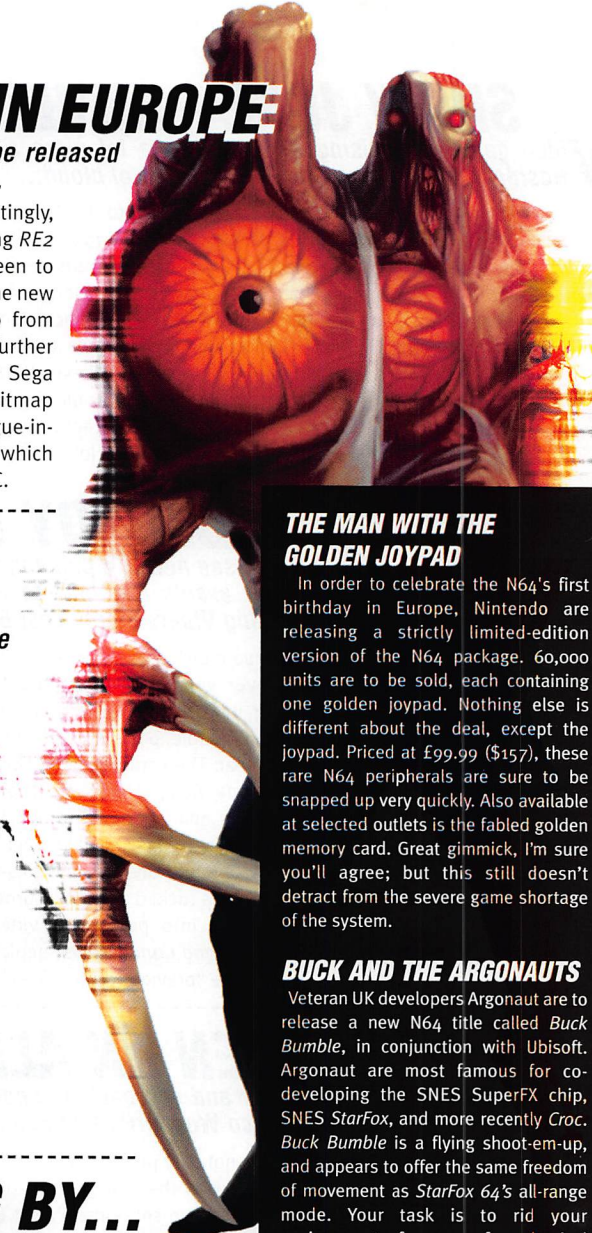 IN EUROPE
be released
tingly,
ng RE2
een to
he new
from
urther
Sega
itmap
gue-in-
which
THE MAN WITH THE
GOLDEN JOYPAD
In order to celebrate the N64's first
birthday in Europe, Nintendo are
releasing a strictly limited-edition
version of the N64 package. 60,000
units are to be sold, each containing
one golden joypad. Nothing else is
different about the deal, except the
joypad. Priced at £99.99 ($157), these
rare N64 peripherals are sure to be
snapped up very quickly. Also available
at selected outlets is the fabled golden
memory card. Great gimmick, I'm sure
you'll agree; but this still doesn't
detract from the severe game shortage
of the system.
BUCK AND THE ARGONAUTS
Veteran UK developers Argonaut are to
release a new N64 title called Buck
Bumble, in conjunction with Ubisoft.
Argonaut are most famous for co-
developing the SNES SuperFX chip,
SNES StarFox, and more recently Croc.
Buck Bumble is a flying shoot-em-up,
and appears to offer the same freedom
of movement as StarFox 64's all-range
mode. Your task is to rid your
BY...